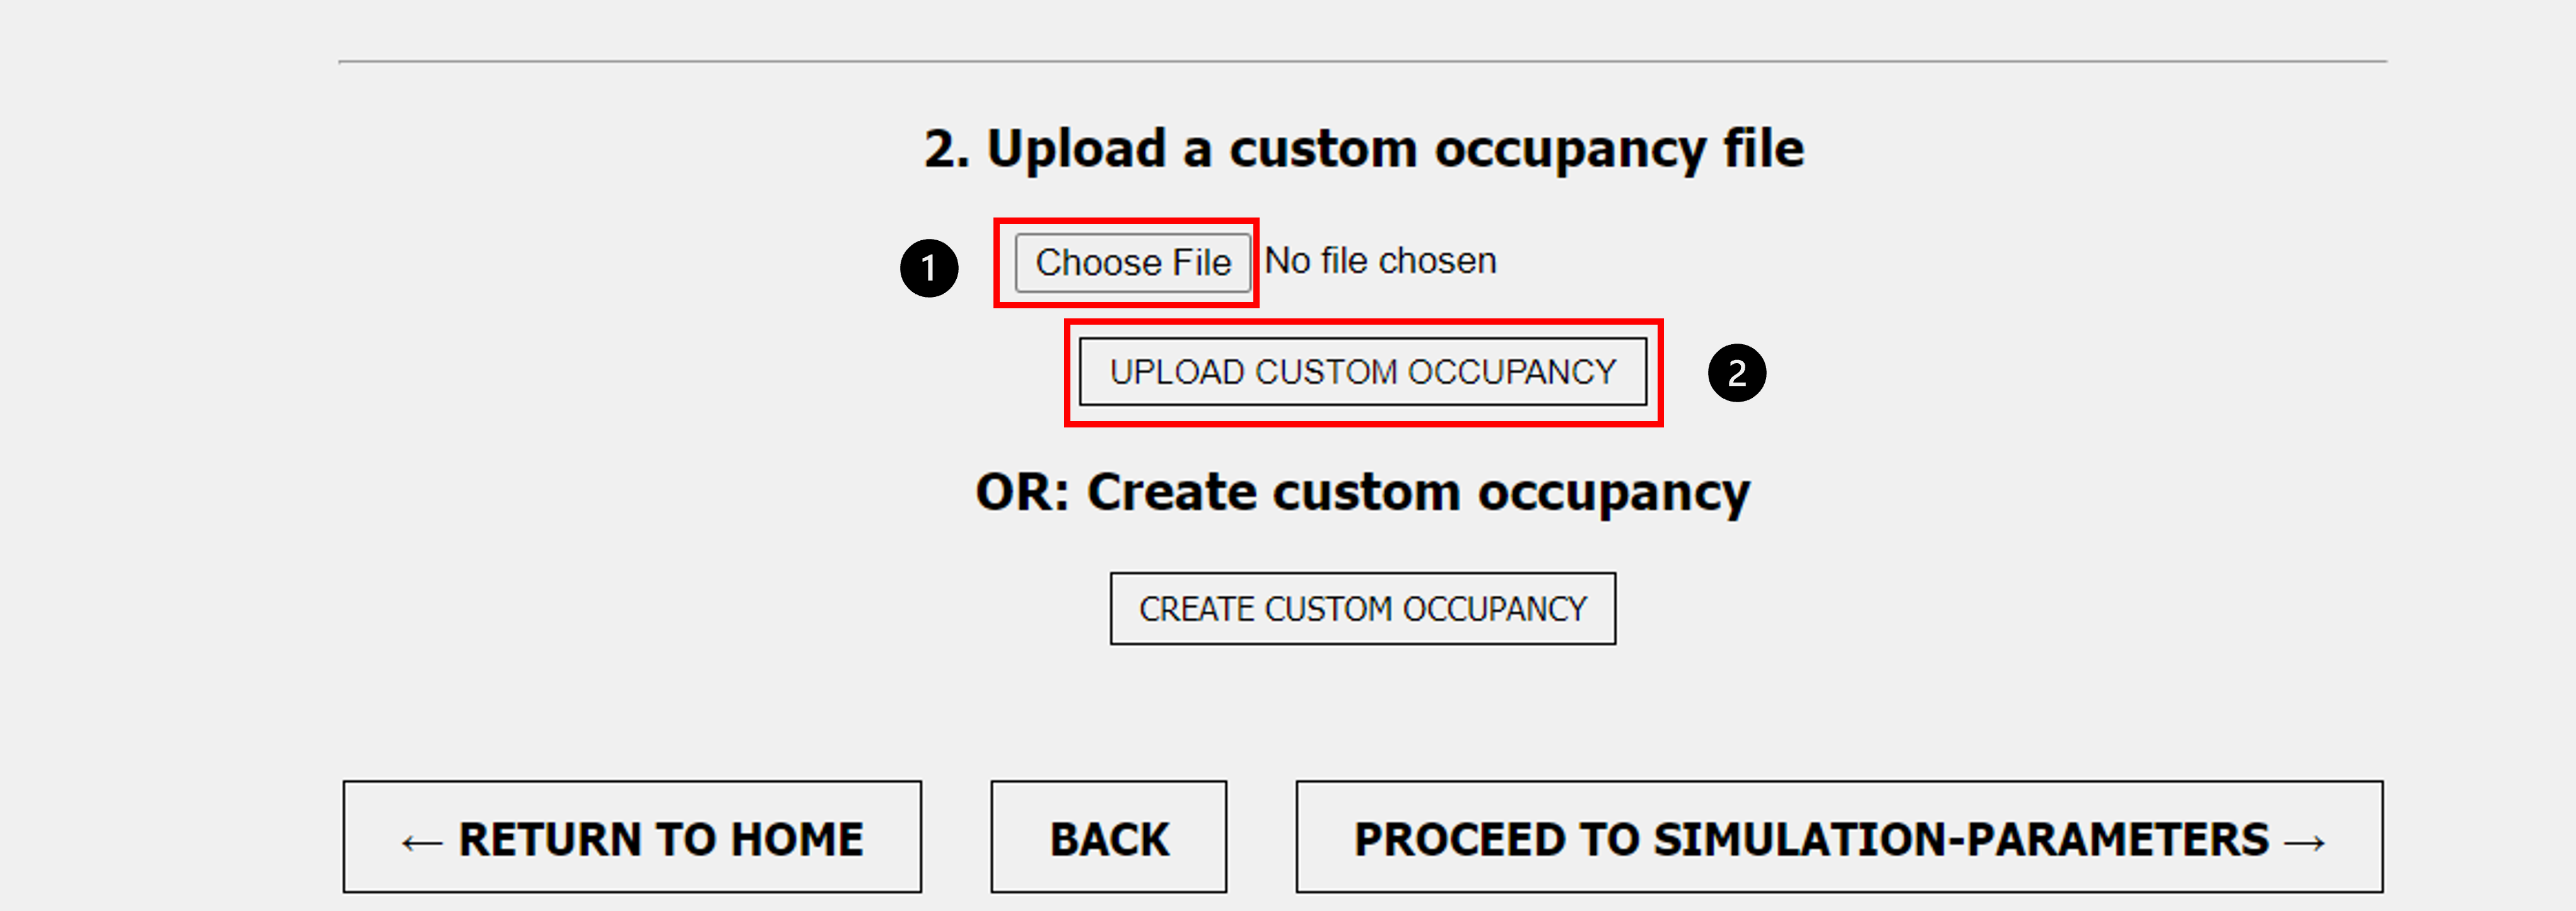 2. Upload a custom occupancy file
1 Choose File No file chosen
UPLOAD CUSTOM OCCUPANCY 2
OR: Create custom occupancy
CREATE CUSTOM OCCUPANCY
← RETURN TO HOME BACK PROCEED TO SIMULATION-PARAMETERS →